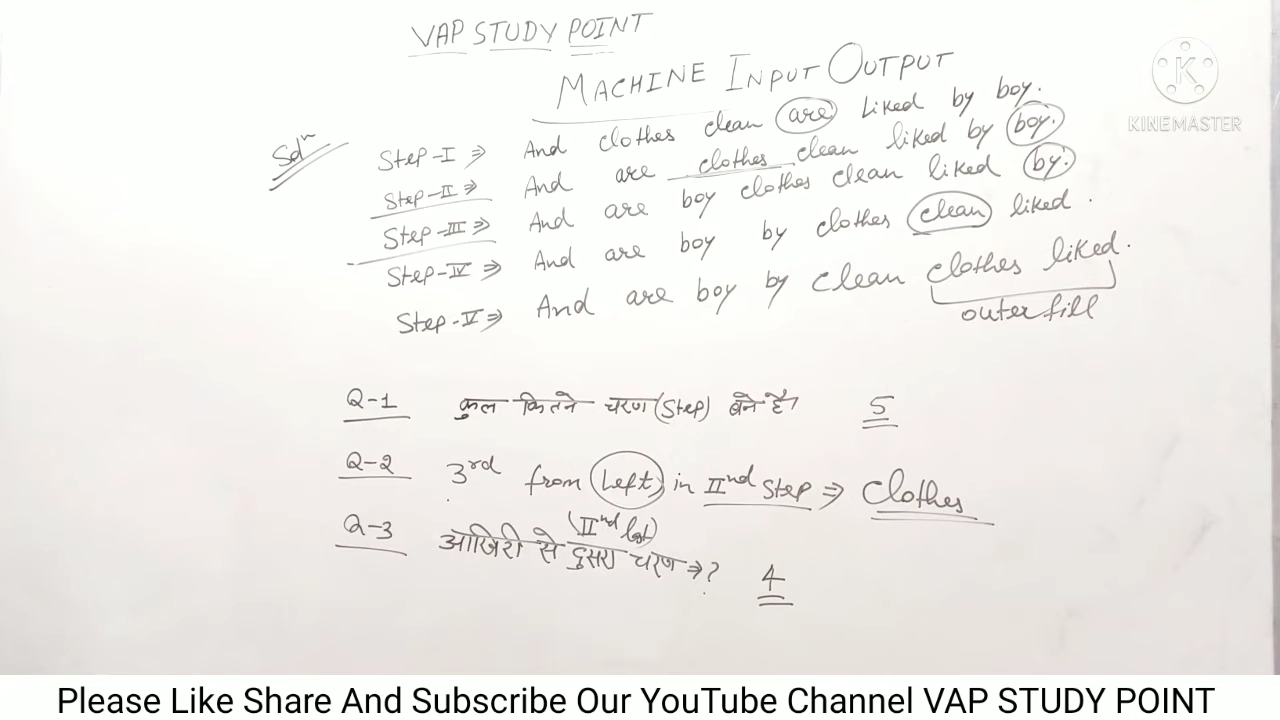 VAP STUDY POINT
MACHINE INPUT OUTPUT
Solⁿ
Step-I ⇒ And clothes clean are liked by boy.
Step-II ⇒ And are clothes clean liked by boy.
Step-III ⇒ And are boy clothes clean liked by.
Step-IV ⇒ And are boy by clothes clean liked.
Step-V ⇒ And are boy by clean clothes liked.
outer fill
Q-1 कुल कितने चरण (Step) बने है। 5
Q-2 3rd from Left in IInd Step ⇒ Clothes
(IInd last)
Q-3 आखिरी से दुसरा चरण ⇒ ? 4
K
KINEMASTER
Please Like Share And Subscribe Our YouTube Channel VAP STUDY POINT